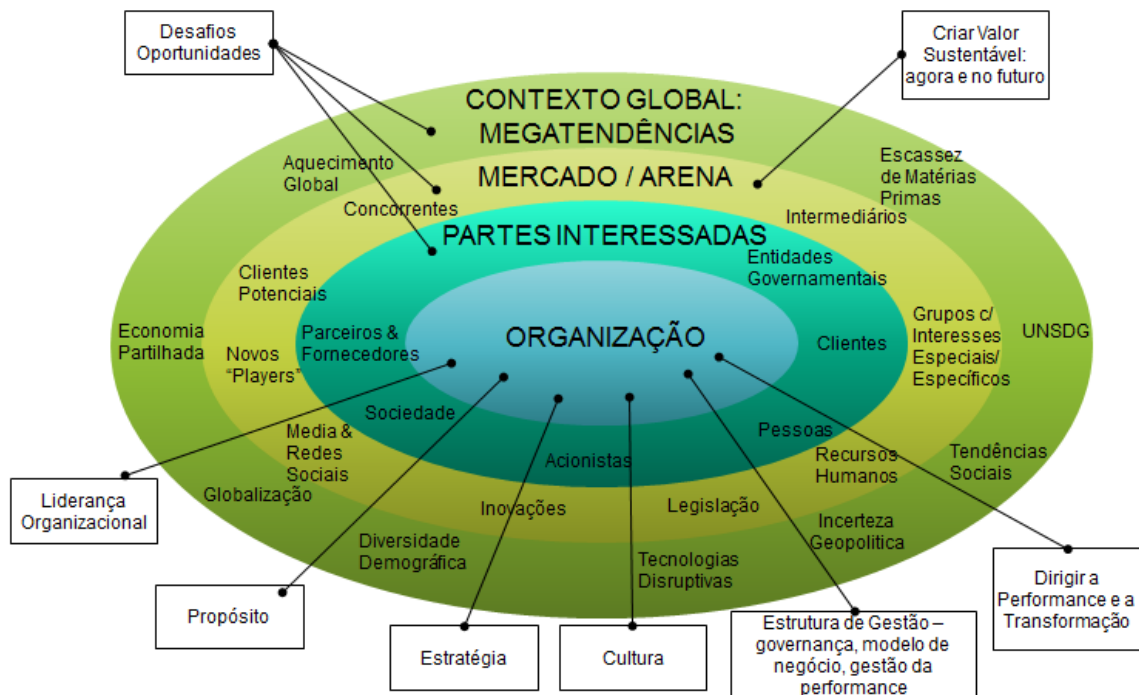 Desafios
Oportunidades
Criar Valor
Sustentável:
agora e no futuro
CONTEXTO GLOBAL:
MEGATENDÊNCIAS
Aquecimento
Global
Escassez
de Matérias
Primas
MERCADO / ARENA
Concorrentes
Intermediários
PARTES INTERESSADAS
Entidades
Governamentais
Clientes
Potenciais
Economia
Partilhada
Novos
“Players”
Parceiros &
Fornecedores
ORGANIZAÇÃO
Clientes
Grupos c/
Interesses
Especiais/
Específicos
UNSDG
Sociedade
Acionistas
Pessoas
Media &
Redes
Sociais
Recursos
Humanos
Tendências
Sociais
Globalização
Inovações
Legislação
Incerteza
Geopolitica
Diversidade
Demográfica
Tecnologias
Disruptivas
Liderança
Organizacional
Propósito
Estratégia
Cultura
Estrutura de Gestão –
governança, modelo de
negócio, gestão da
performance
Dirigir a
Performance e a
Transformação